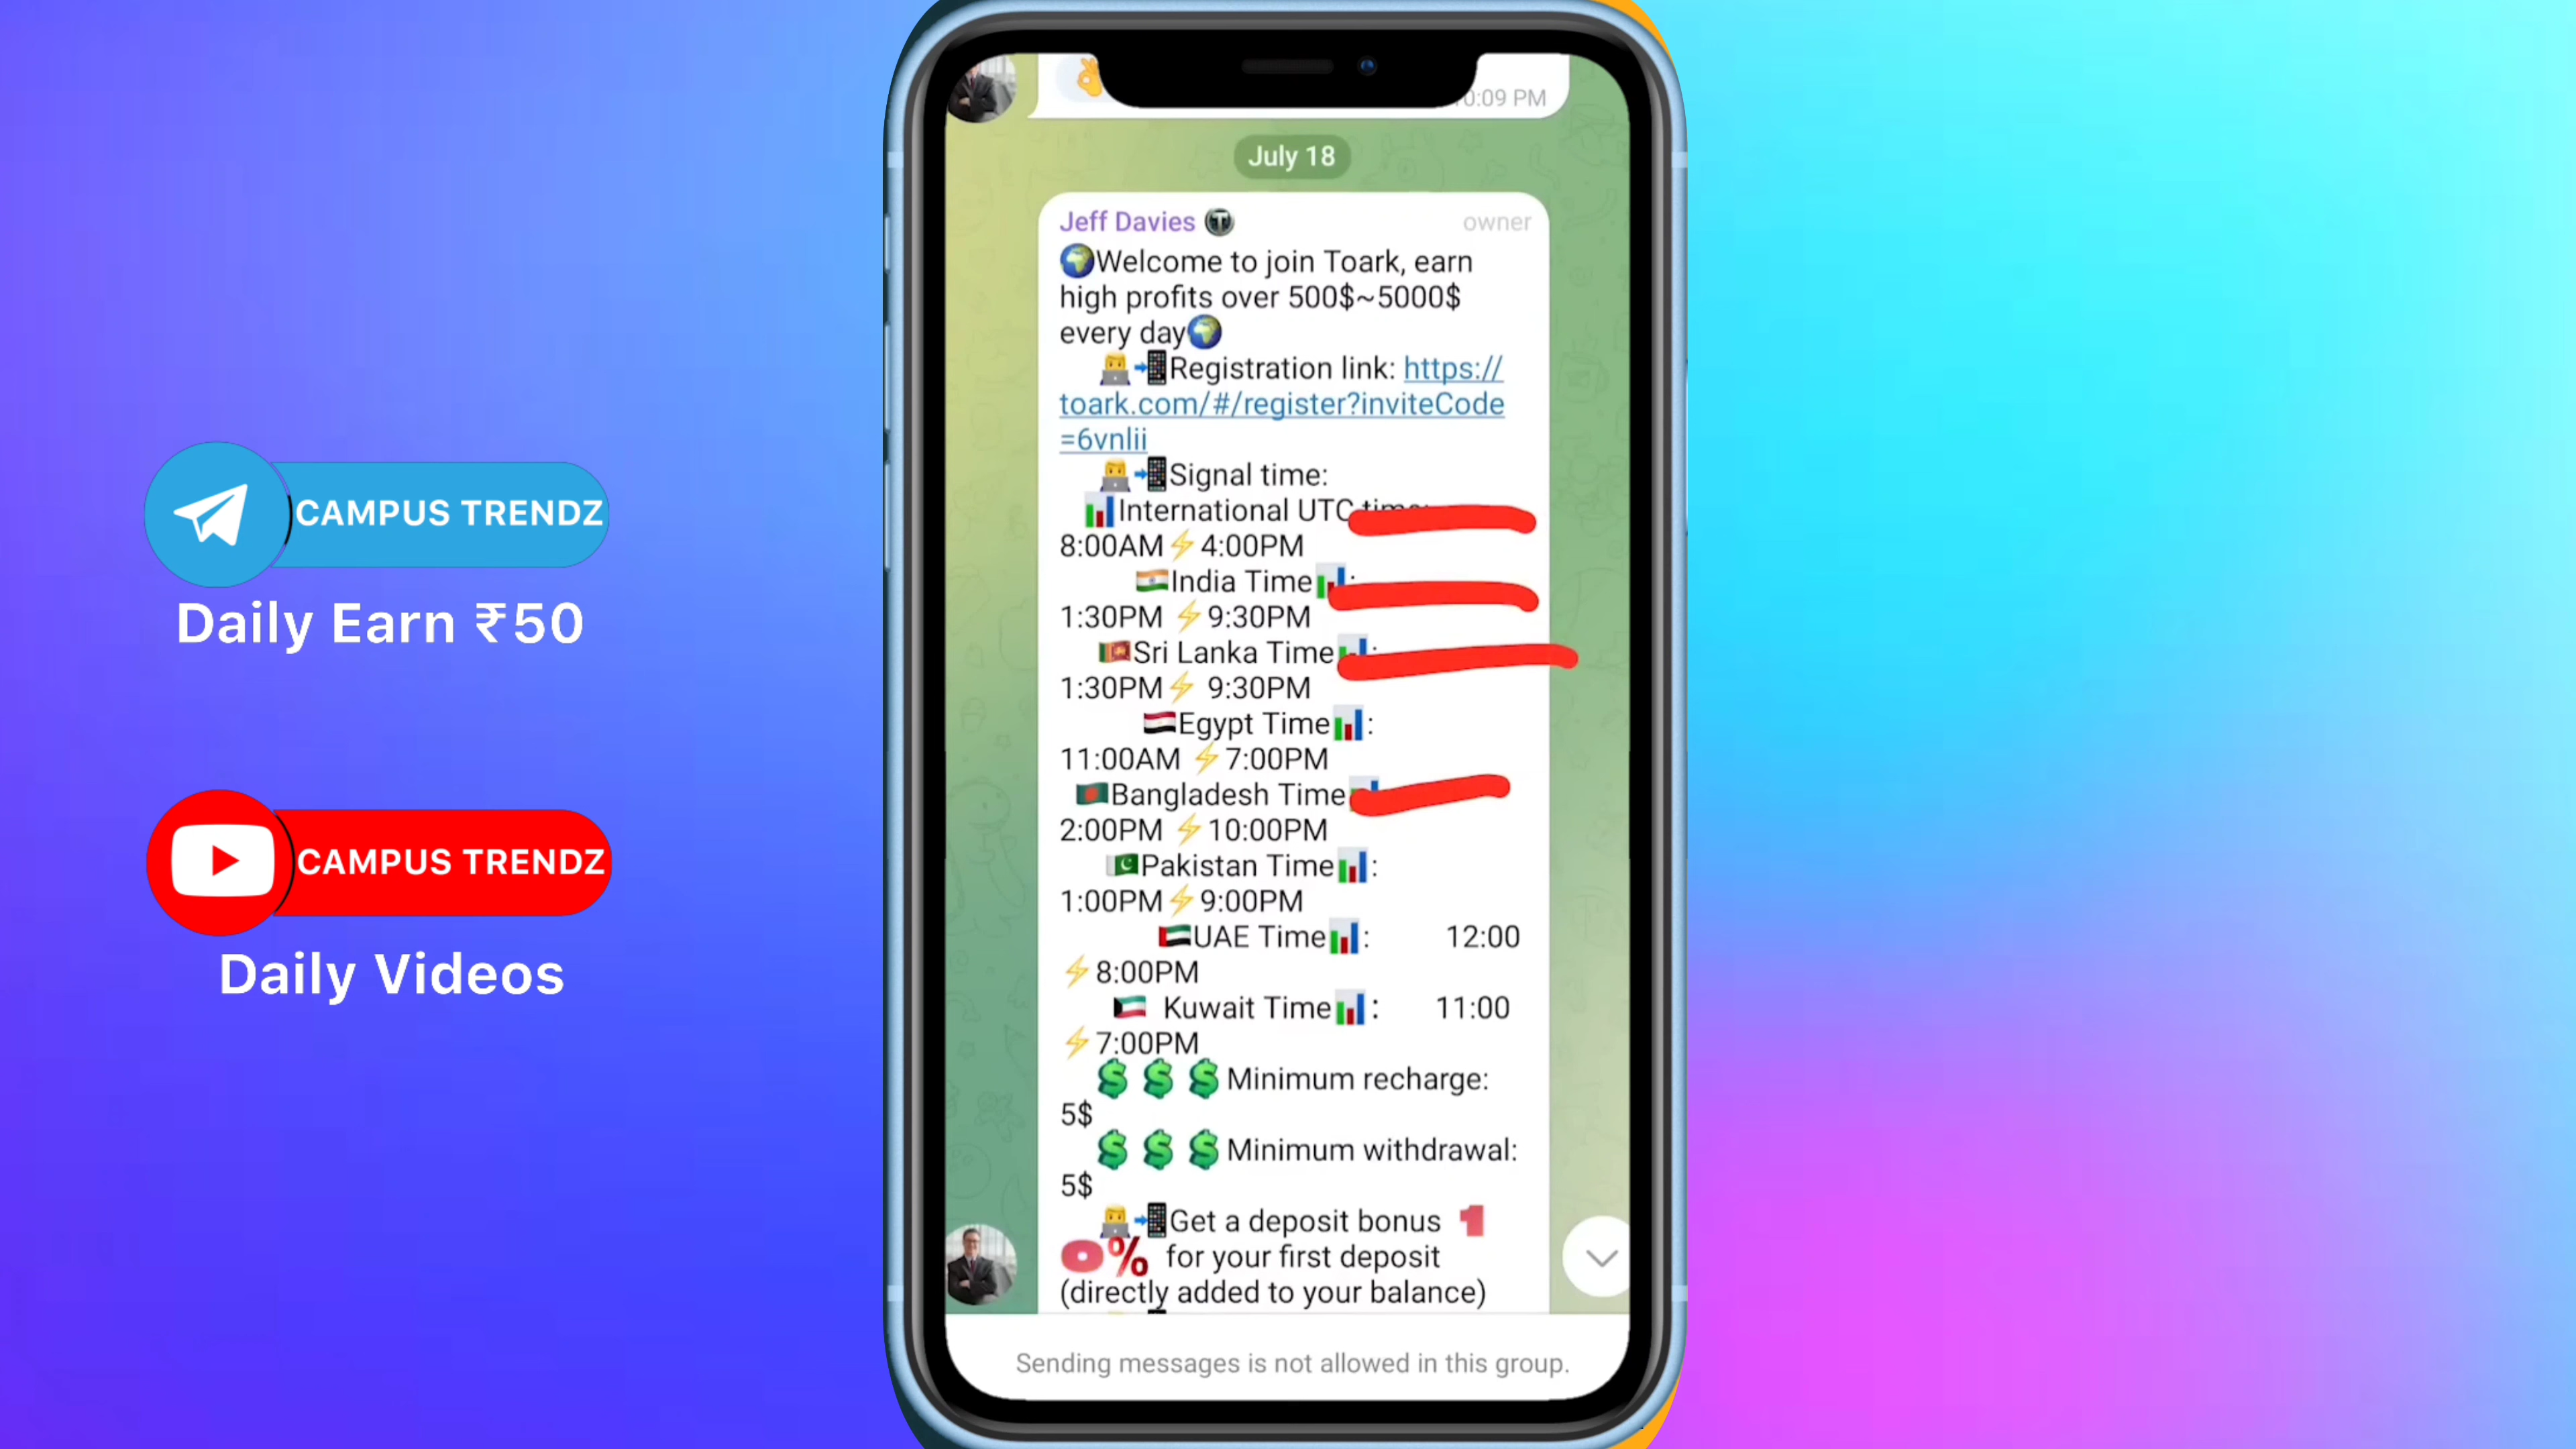 CAMPUS TRENDZ
Daily Earn ₹50
CAMPUS TRENDZ
Daily Videos
0:09 PM
July 18
Jeff Davies owner
Welcome to join Toark, earn
high profits over 500$~5000$
every day
Registration link: https://
toark.com/#/register?inviteCode
=6vnlii
Signal time:
International UTC time:
8:00AM⚡4:00PM
India Time:
1:30PM ⚡9:30PM
Sri Lanka Time:
1:30PM⚡ 9:30PM
Egypt Time:
11:00AM ⚡7:00PM
Bangladesh Time
2:00PM ⚡10:00PM
Pakistan Time:
1:00PM⚡9:00PM
UAE Time: 12:00
⚡8:00PM
Kuwait Time: 11:00
⚡7:00PM
Minimum recharge:
5$
Minimum withdrawal:
5$
Get a deposit bonus 1
0% for your first deposit
(directly added to your balance)
Sending messages is not allowed in this group.